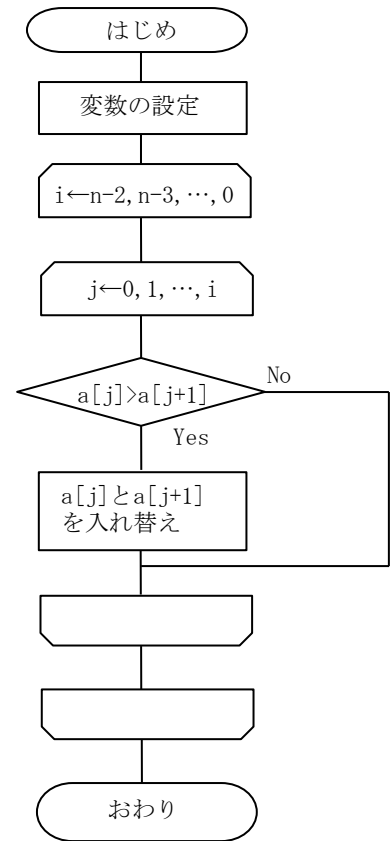 はじめ
変数の設定
i←n-2,n-3,…,0
j←0,1,…,i
a[j]>a[j+1]
No
Yes
a[j]とa[j+1]
を入れ替え
おわり